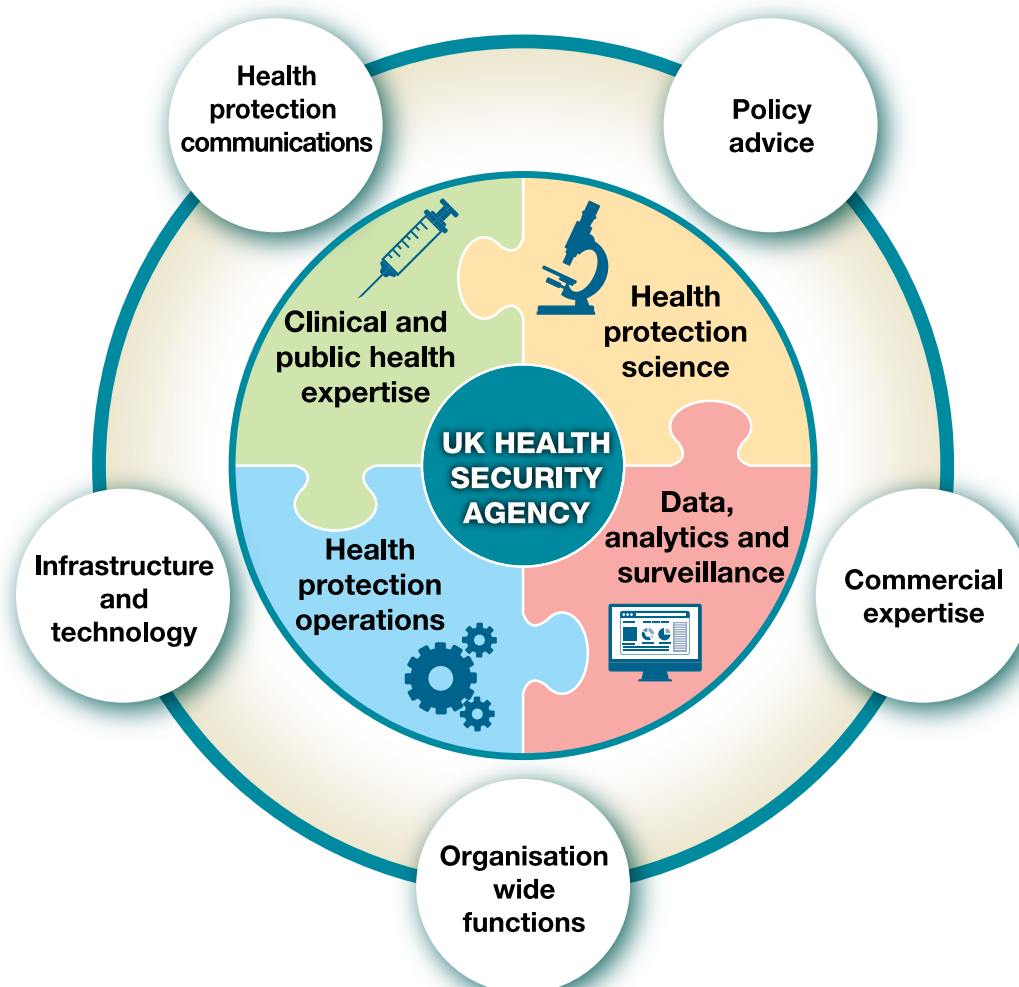 Health
protection
communications
Policy
advice
Clinical and
public health
expertise
Health
protection
science
UK HEALTH
SECURITY
AGENCY
Health
protection
operations
Data,
analytics and
surveillance
Infrastructure
and
technology
Commercial
expertise
Organisation
wide
functions